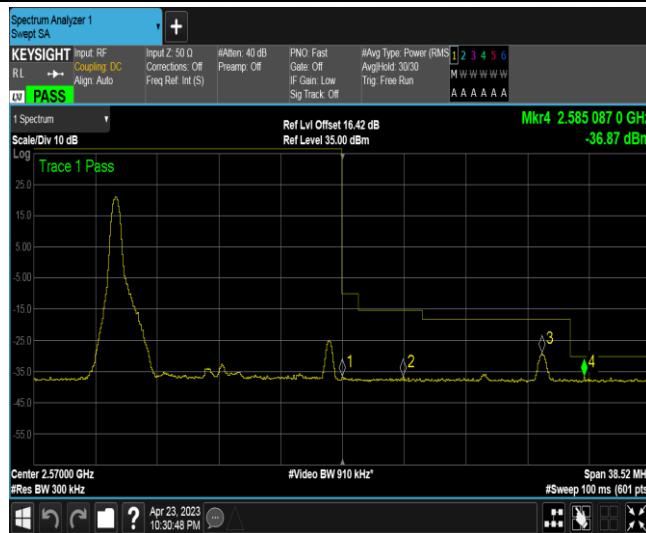 Spectrum Analyzer 1
Swept SA
+
KEYSIGHT Input: RF Input Z: 50 Ω #Atten: 40 dB PNO: Fast #Avg Type: Power (RMS 1 2 3 4 5 6
RL Coupling: DC Corrections: Off Preamp: Off Gate: Off Avg|Hold: 30/30 M W W W W W
Align: Auto Freq Ref: Int (S) IF Gain: Low Trig: Free Run
LXI PASS Sig Track: Off A A A A A A
1 Spectrum Ref Lvl Offset 16.42 dB Mkr4 2.585 087 0 GHz
Scale/Div 10 dB Ref Level 35.00 dBm -36.87 dBm
Log
Trace 1 Pass
25.0
15.0
5.00
-5.00
-15.0
-25.0
3
1 2 4
-35.0
-45.0
-55.0
Center 2.57000 GHz #Video BW 910 kHz* Span 38.52 MH
#Res BW 300 kHz #Sweep 100 ms (601 pts
? Apr 23, 2023
10:30:48 PM